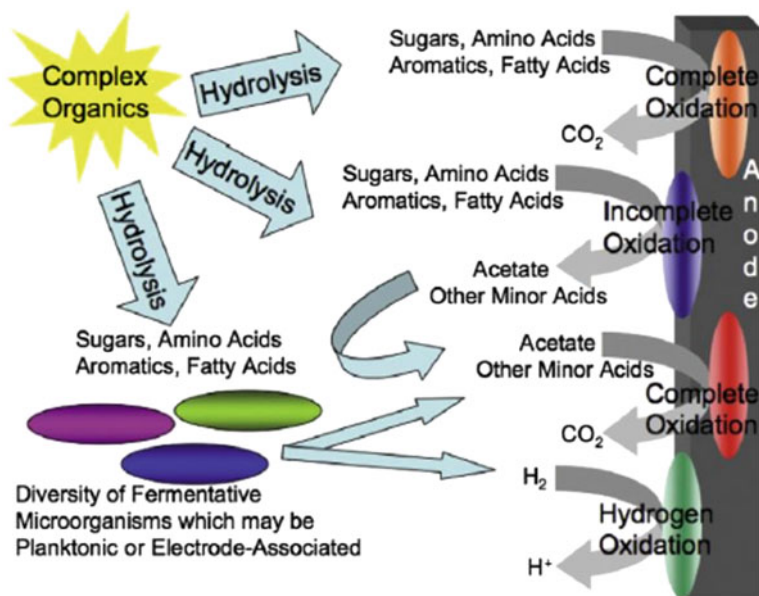 Complex
Organics
Hydrolysis
Sugars, Amino Acids
Aromatics, Fatty Acids
Complete
Oxidation
CO₂
Hydrolysis
Sugars, Amino Acids
Aromatics, Fatty Acids
Incomplete
Oxidation
Acetate
Other Minor Acids
Anode
Hydrolysis
Sugars, Amino Acids
Aromatics, Fatty Acids
Acetate
Other Minor Acids
Complete
Oxidation
CO₂
Diversity of Fermentative
Microorganisms which may be
Planktonic or Electrode-Associated
H₂
Hydrogen
Oxidation
H⁺